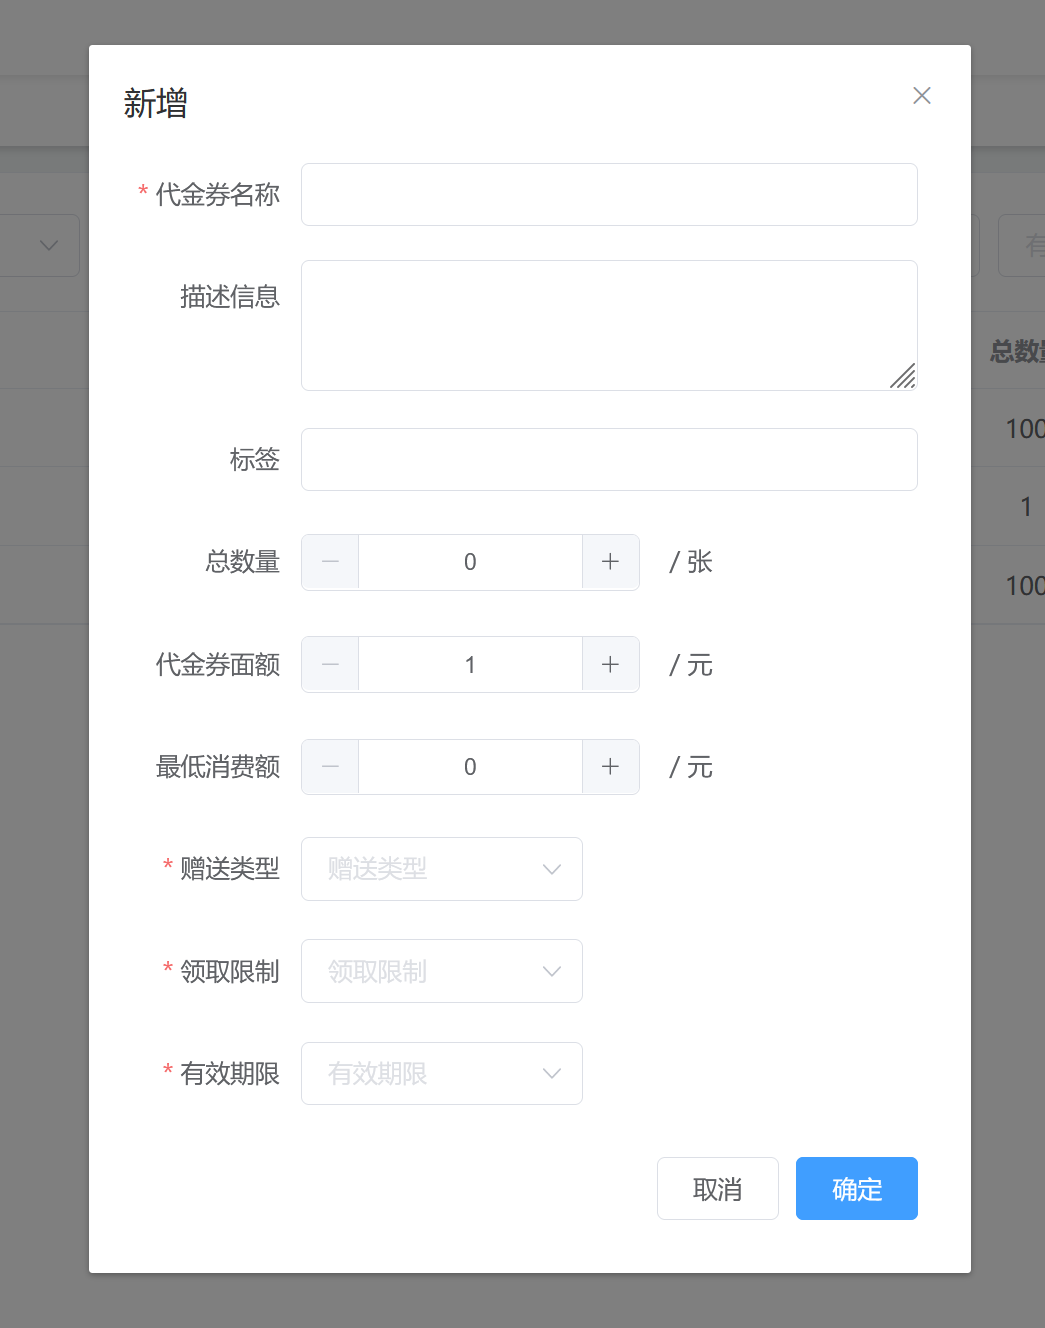 新增
* 代金券名称
描述信息
标签
总数量 0 / 张
代金券面额 1 / 元
最低消费额 0 / 元
* 赠送类型 赠送类型
* 领取限制 领取限制
* 有效期限 有效期限
取消 确定
有
总数
100
1
100